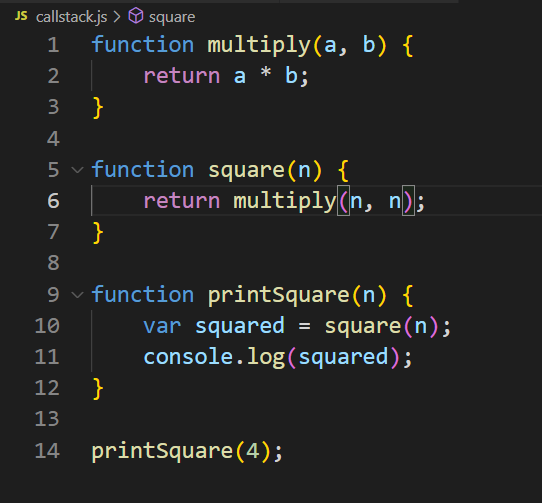 JS callstack.js > square
1 function multiply(a, b) {
2     return a * b;
3 }
4
5 function square(n) {
6     return multiply(n, n);
7 }
8
9 function printSquare(n) {
10     var squared = square(n);
11     console.log(squared);
12 }
13
14 printSquare(4);